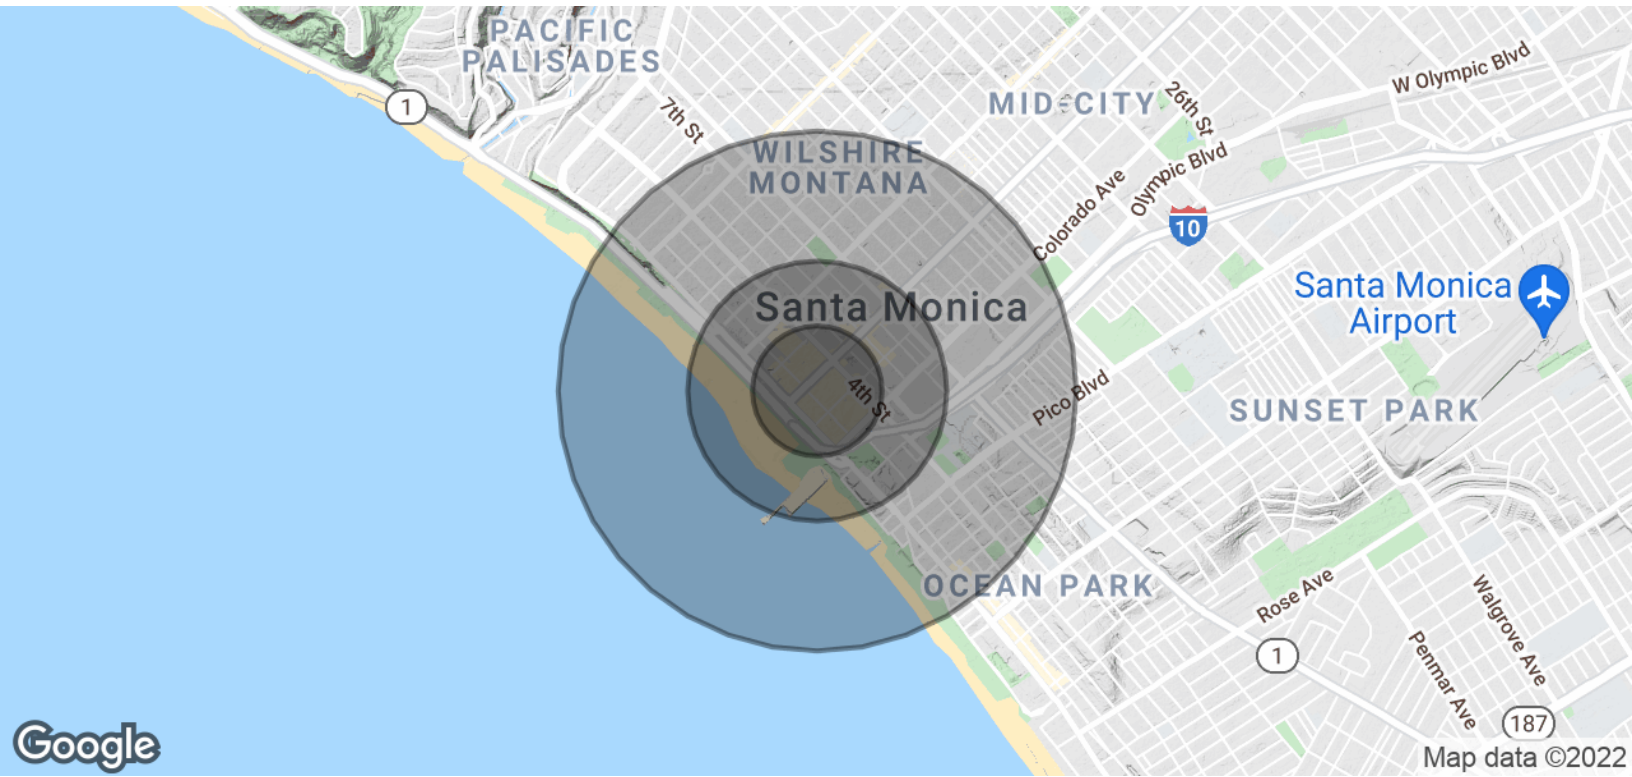 PACIFIC
PALISADES
1
7th St
MID-CITY
26th St
W Olympic Blvd
WILSHIRE
MONTANA
Olympic Blvd
Colorado Ave
10
Santa Monica
Santa Monica
Airport
4th St
Pico Blvd
SUNSET PARK
OCEAN PARK
Rose Ave
Walgrove Ave
Penmar Ave
1
187
Google
Map data ©2022